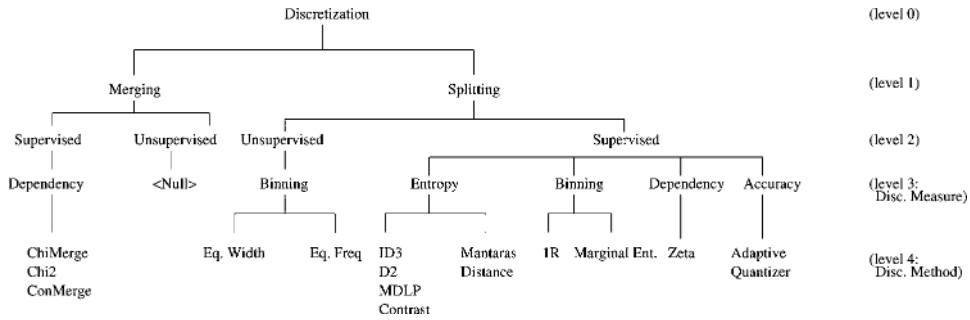 Discretization (level 0)
Merging Splitting (level 1)
Supervised Unsupervised Unsupervised Supervised (level 2)
Dependency <Null> Binning Entropy Binning Dependency Accuracy (level 3:
Disc. Measure)
ChiMerge Eq. Width Eq. Freq ID3 Mantaras 1R Marginal Ent. Zeta Adaptive (level 4:
Chi2 D2 Distance Quantizer Disc. Method)
ConMerge MDLP
Contrast